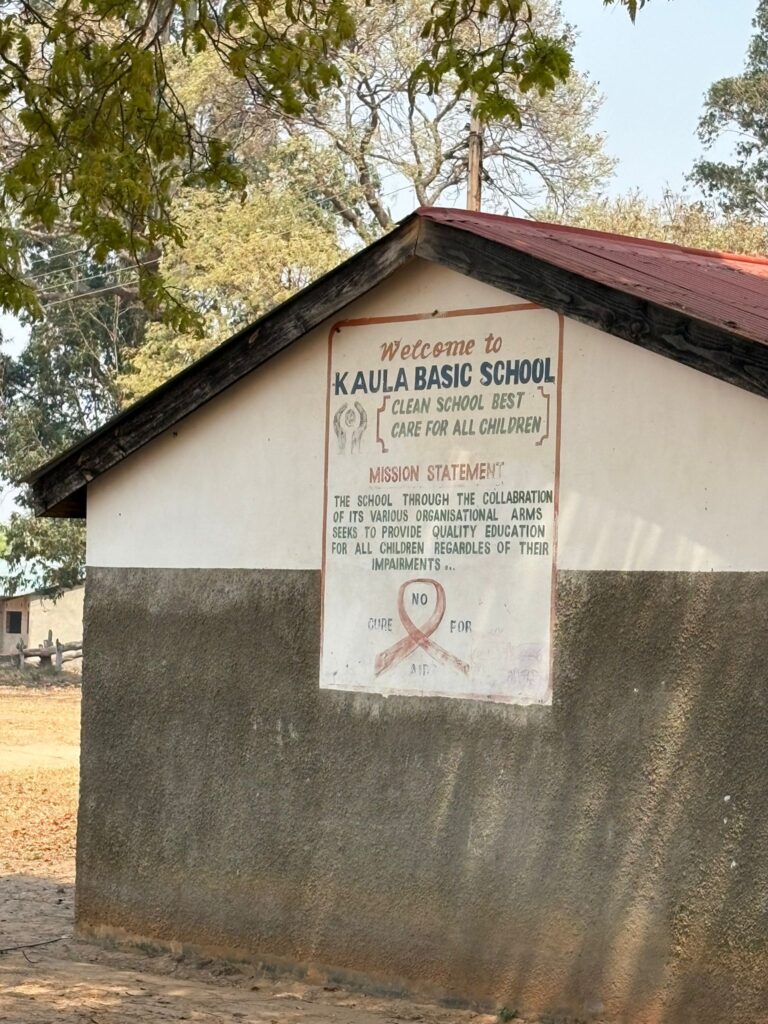 Welcome to
KAULA BASIC SCHOOL
CLEAN SCHOOL BEST
CARE FOR ALL CHILDREN
MISSION STATEMENT
THE SCHOOL THROUGH THE COLLABRATION
OF ITS VARIOUS ORGANISATIONAL ARMS
SEEKS TO PROVIDE QUALITY EDUCATION
FOR ALL CHILDREN REGARDLES OF THEIR
IMPAIRMENTS...
NO
CURE FOR